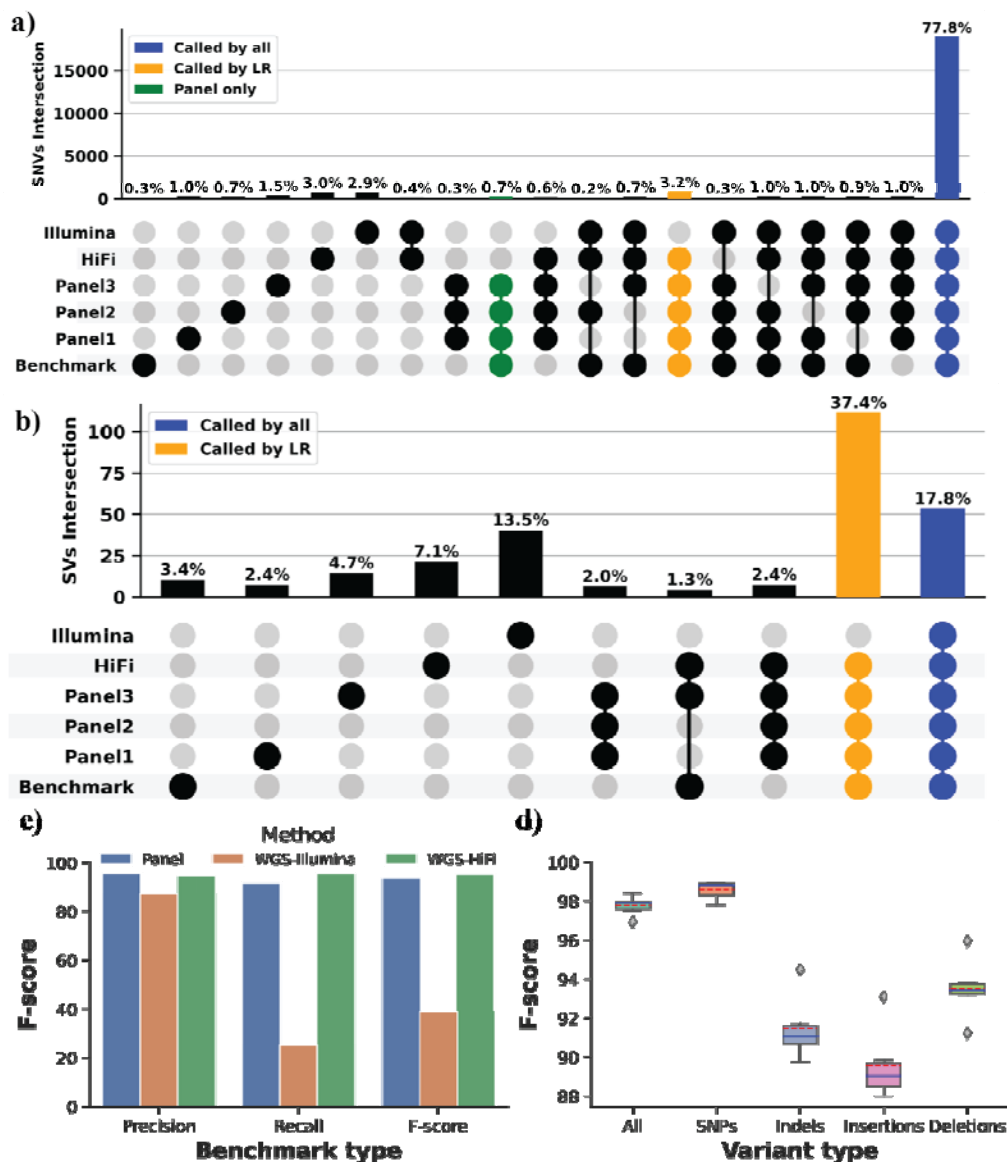 a)
77.8%
Called by all
Called by LR
Panel only
15000
10000
5000
0
SNVs Intersection
0.3% 1.0% 0.7% 1.5% 3.0% 2.9% 0.4% 0.3% 0.7% 0.6% 0.2% 0.7% 3.2% 0.3% 1.0% 1.0% 0.9% 1.0%
Illumina
HiFi
Panel3
Panel2
Panel1
Benchmark
b)
37.4%
Called by all
Called by LR
100
75
50
25
0
SVs Intersection
3.4% 2.4% 4.7% 7.1% 13.5% 2.0% 1.3% 2.4% 17.8%
Illumina
HiFi
Panel3
Panel2
Panel1
Benchmark
c)
Method
Panel WGS-Illumina WGS-HiFi
100
80
60
40
20
0
F-score
Precision Recall F-score
Benchmark type
d)
100
98
96
94
92
90
88
F-score
All SNPs Indels Insertions Deletions
Variant type